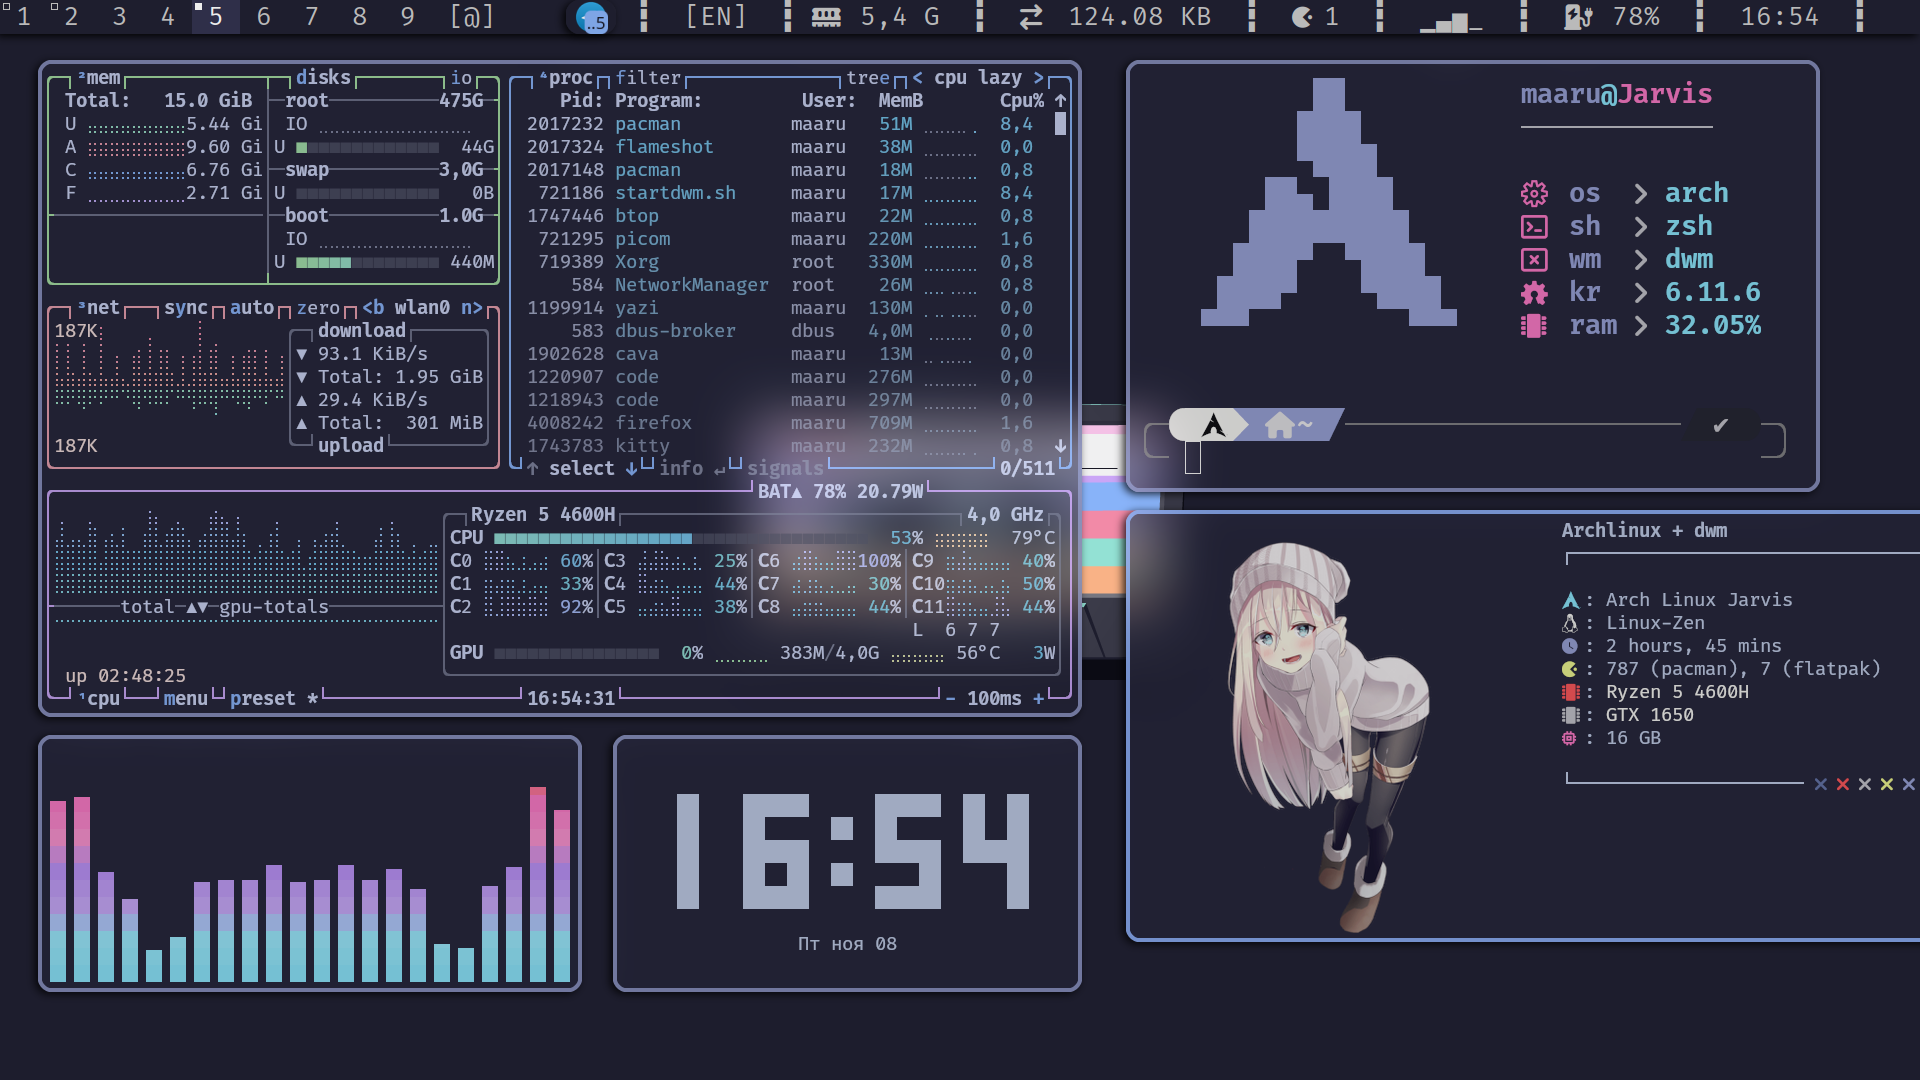 1 2 3 4 5 6 7 8 9 [@] ..5 [EN] 5,4 G 124.08 KB 1 78% 16:54
²mem disks io
Total: 15.0 GiB root 475G
U 5.44 Gi IO
A 9.60 Gi U 44G
C 6.76 Gi swap 3,0G
F 2.71 Gi U 0B
boot 1.0G
IO
U 440M
⁴proc filter tree < cpu lazy >
Pid: Program: User: MemB Cpu% ↑
2017232 pacman maaru 51M 8,4
2017324 flameshot maaru 38M 0,0
2017148 pacman maaru 18M 0,8
721186 startdwm.sh maaru 17M 8,4
1747446 btop maaru 22M 0,8
721295 picom maaru 220M 1,6
719389 Xorg root 330M 0,8
584 NetworkManager root 26M 0,8
1199914 yazi maaru 130M 0,0
583 dbus-broker dbus 4,0M 0,0
1902628 cava maaru 13M 0,0
1220907 code maaru 276M 0,0
1218943 code maaru 297M 0,0
4008242 firefox maaru 709M 1,6
1743783 kitty maaru 232M 0,8 ↓
↑ select ↓ info ↵ signals 0/511
³net sync auto zero <b wlan0 n>
187K download
▼ 93.1 KiB/s
▼ Total: 1.95 GiB
▲ 29.4 KiB/s
▲ Total: 301 MiB
187K upload
BAT▲ 78% 20.79W
Ryzen 5 4600H 4,0 GHz
CPU 53% 79°C
C0 60% C3 25% C6 100% C9 40%
C1 33% C4 44% C7 30% C10 50%
C2 92% C5 38% C8 44% C11 44%
total ▲▼ gpu-totals
L 6 7 7
GPU 0% 383M/4,0G 56°C 3W
up 02:48:25
¹cpu menu preset * 16:54:31 - 100ms +
16:54
Пт ноя 08
maaru@Jarvis
os > arch
sh > zsh
wm > dwm
kr > 6.11.6
ram > 32.05%
~ ✔
Archlinux + dwm
: Arch Linux Jarvis
: Linux-Zen
: 2 hours, 45 mins
: 787 (pacman), 7 (flatpak)
: Ryzen 5 4600H
: GTX 1650
: 16 GB